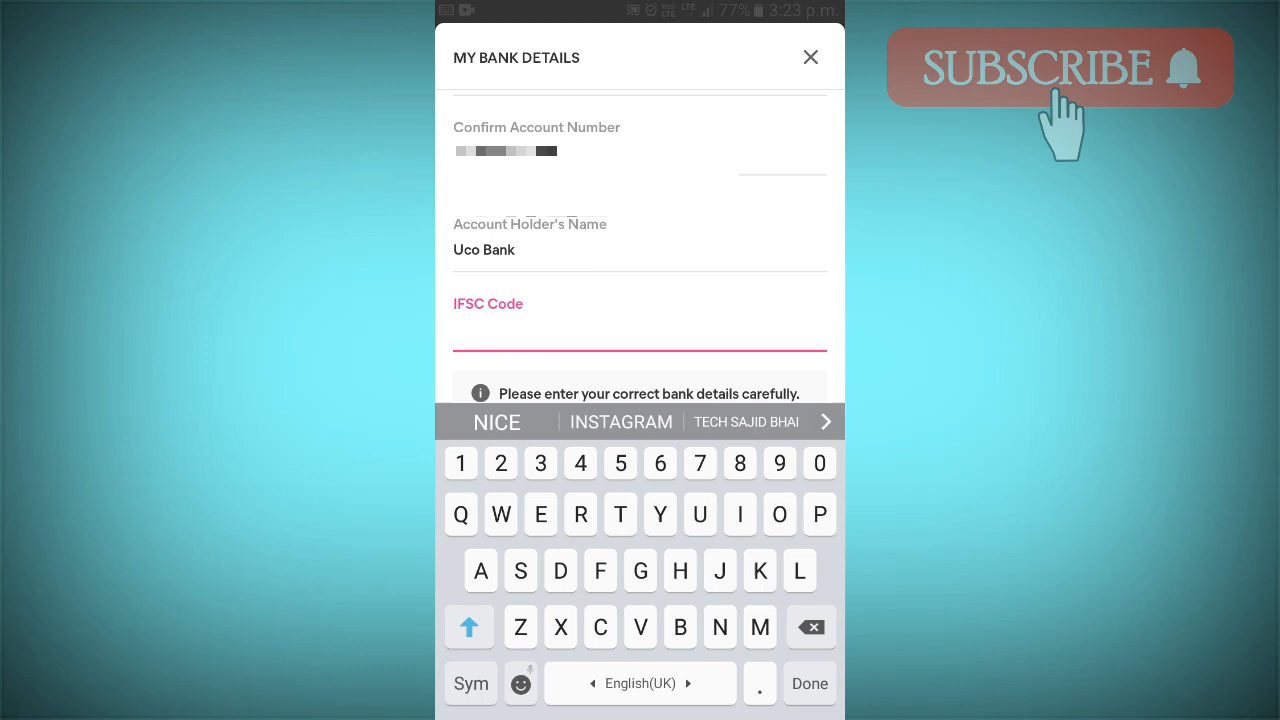 LTE 77% 3:23 p.m.
SUBSCRIBE
MY BANK DETAILS
Confirm Account Number
Account Holder's Name
Uco Bank
IFSC Code
Please enter your correct bank details carefully.
NICE INSTAGRAM TECH SAJID BHAI
1 2 3 4 5 6 7 8 9 0
Q W E R T Y U I O P
A S D F G H J K L
Z X C V B N M
Sym English(UK) . Done